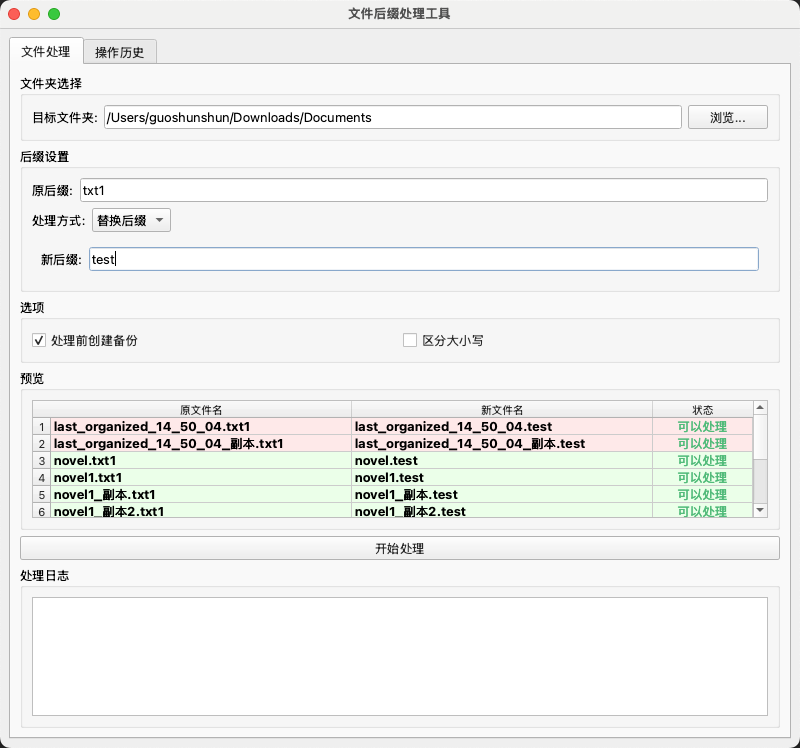 文件后缀处理工具
文件处理 操作历史
文件夹选择
目标文件夹: /Users/guoshunshun/Downloads/Documents 浏览...
后缀设置
原后缀: txt1
处理方式: 替换后缀
新后缀: test
选项
处理前创建备份 区分大小写
预览
原文件名 新文件名 状态
1 last_organized_14_50_04.txt1 last_organized_14_50_04.test 可以处理
2 last_organized_14_50_04_副本.txt1 last_organized_14_50_04_副本.test 可以处理
3 novel.txt1 novel.test 可以处理
4 novel1.txt1 novel1.test 可以处理
5 novel1_副本.txt1 novel1_副本.test 可以处理
6 novel1_副本2.txt1 novel1_副本2.test 可以处理
开始处理
处理日志